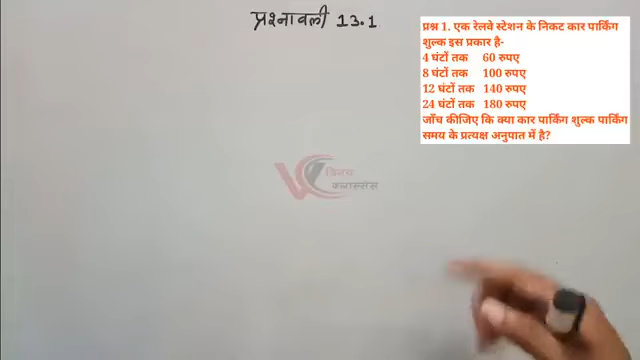 प्रश्नावली 13.1
प्रश्न 1. एक रेलवे स्टेशन के निकट कार पार्किंग
शुल्क इस प्रकार है-
4 घंटों तक 60 रुपए
8 घंटों तक 100 रुपए
12 घंटों तक 140 रुपए
24 घंटों तक 180 रुपए
जाँच कीजिए कि क्या कार पार्किंग शुल्क पार्किंग
समय के प्रत्यक्ष अनुपात में है?
विजय
क्लासेस